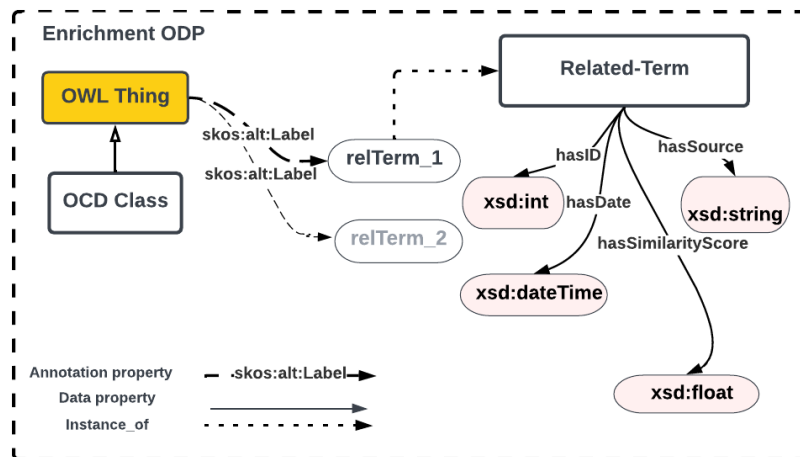 Enrichment ODP
OWL Thing
Related-Term
skos:alt:Label
relTerm_1
skos:alt:Label
hasID
hasSource
OCD Class
xsd:int
hasDate
xsd:string
relTerm_2
hasSimilarityScore
xsd:dateTime
Annotation property
skos:alt:Label
Data property
xsd:float
Instance_of